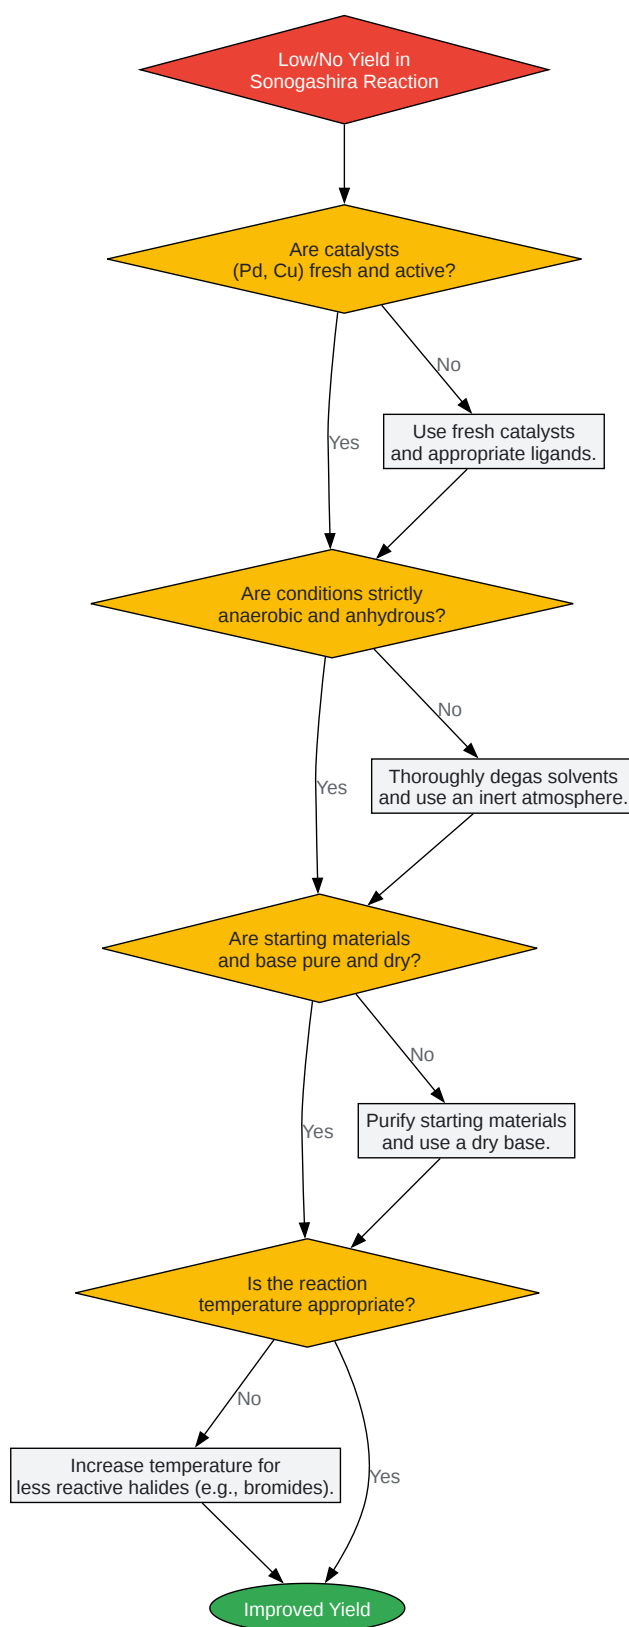 Low/No Yield in
Sonogashira Reaction
Are catalysts
(Pd, Cu) fresh and active?
No
Yes
Use fresh catalysts
and appropriate ligands.
Are conditions strictly
anaerobic and anhydrous?
No
Yes
Thoroughly degas solvents
and use an inert atmosphere.
Are starting materials
and base pure and dry?
No
Yes
Purify starting materials
and use a dry base.
Is the reaction
temperature appropriate?
No
Yes
Increase temperature for
less reactive halides (e.g., bromides).
Improved Yield